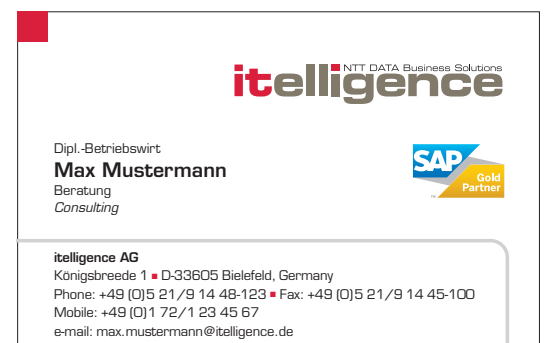 NTT DATA Business Solutions
itelligence
Dipl.-Betriebswirt
Max Mustermann
Beratung
Consulting
SAP
Gold
Partner
itelligence AG
Königsbreede 1 ▪ D-33605 Bielefeld, Germany
Phone: +49 (0)5 21/9 14 48-123 ▪ Fax: +49 (0)5 21/9 14 45-100
Mobile: +49 (0)1 72/1 23 45 67
e-mail: max.mustermann@itelligence.de